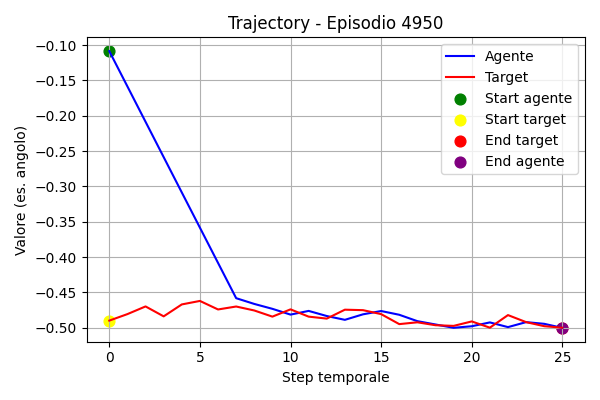 Trajectory - Episodio 4950
Valore (es. angolo)
−0.10
−0.15
−0.20
−0.25
−0.30
−0.35
−0.40
−0.45
−0.50
Agente
Target
Start agente
Start target
End target
End agente
0 5 10 15 20 25
Step temporale